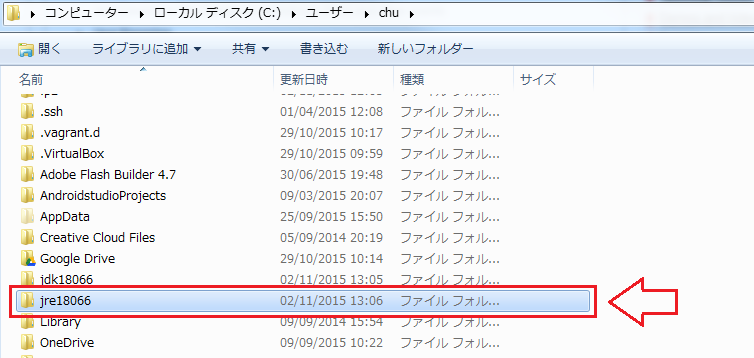 コンピューター ▸ ローカル ディスク (C:) ▸ ユーザー ▸ chu ▸
開く ライブラリに追加 ▼ 共有 ▼ 書き込む 新しいフォルダー
名前 更新日時 種類 サイズ
.ssh 01/04/2015 12:08 ファイル フォル...
.vagrant.d 29/10/2015 10:17 ファイル フォル...
.VirtualBox 29/10/2015 09:59 ファイル フォル...
Adobe Flash Builder 4.7 30/06/2015 19:48 ファイル フォル...
AndroidstudioProjects 09/03/2015 20:07 ファイル フォル...
AppData 25/09/2015 15:50 ファイル フォル...
Creative Cloud Files 05/09/2014 20:19 ファイル フォル...
Google Drive 29/10/2015 10:14 ファイル フォル...
jdk18066 02/11/2015 13:05 ファイル フォル...
jre18066 02/11/2015 13:06 ファイル フォル...
Library 09/09/2014 15:54 ファイル フォル...
OneDrive 09/09/2015 10:22 ファイル フォル...